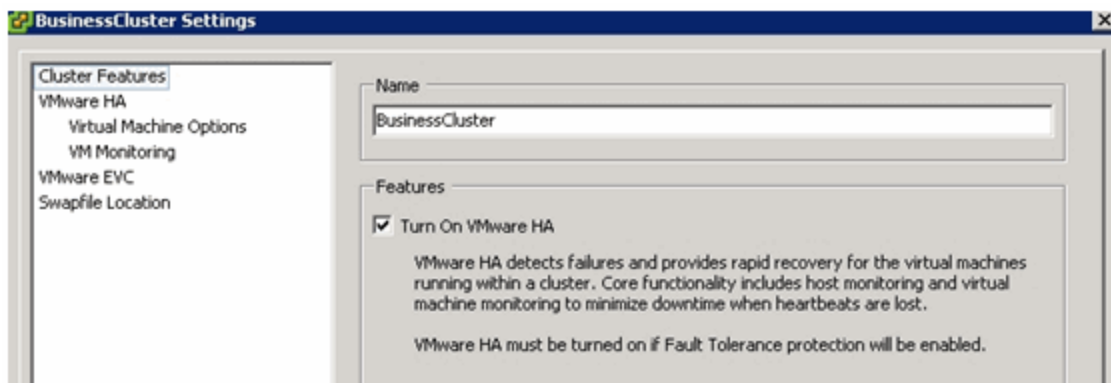 BusinessCluster Settings
Cluster Features
VMware HA
Virtual Machine Options
VM Monitoring
VMware EVC
Swapfile Location
Name
BusinessCluster
Features
Turn On VMware HA
VMware HA detects failures and provides rapid recovery for the virtual machines
running within a cluster. Core functionality includes host monitoring and virtual
machine monitoring to minimize downtime when heartbeats are lost.
VMware HA must be turned on if Fault Tolerance protection will be enabled.